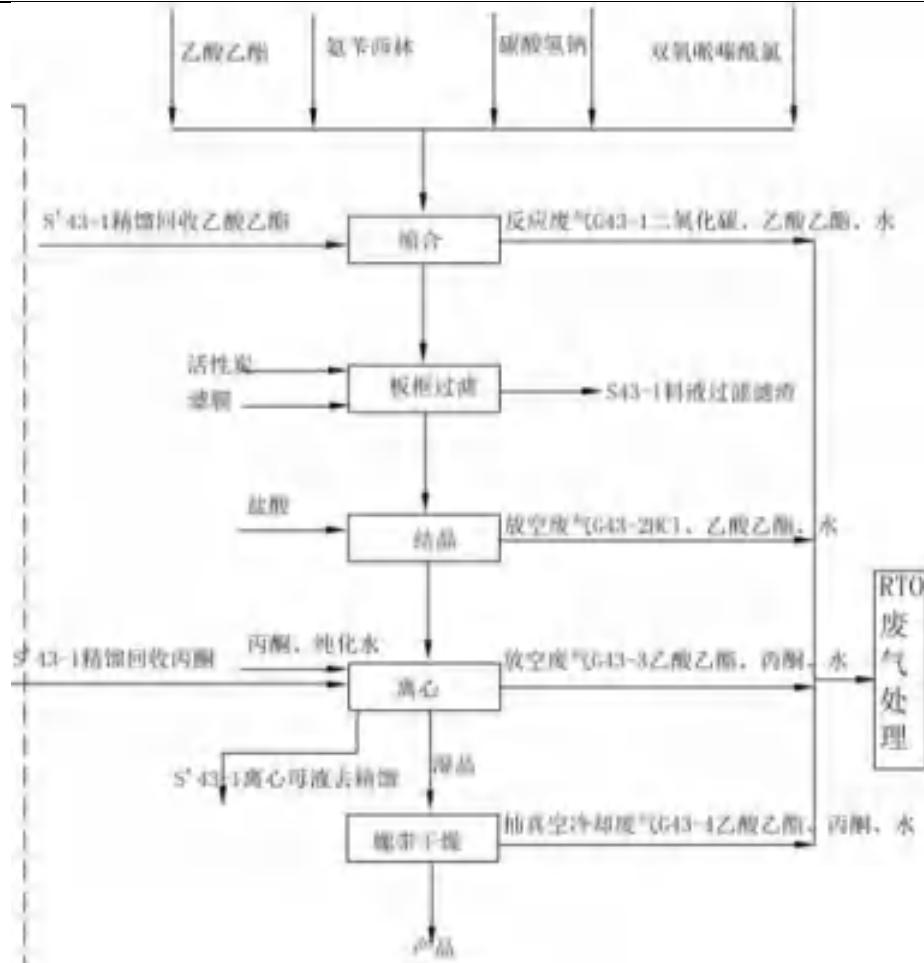 乙酸乙酯
氨苄西林
碳酸氢钠
双氧哌嗪酰氯
S'43-1精馏回收乙酸乙酯
缩合
反应废气G43-1二氧化碳、乙酸乙酯、水
活性炭
滤膜
板框过滤
S43-1料液过滤滤渣
盐酸
结晶
放空废气G43-2HCl、乙酸乙酯、水
RTO
废
气
处
理
S'43-1精馏回收丙酮
丙酮、纯化水
离心
放空废气G43-3乙酸乙酯、丙酮、水
S'43-1离心母液去精馏
湿品
螺带干燥
抽真空冷却废气G43-4乙酸乙酯、丙酮、水
产品